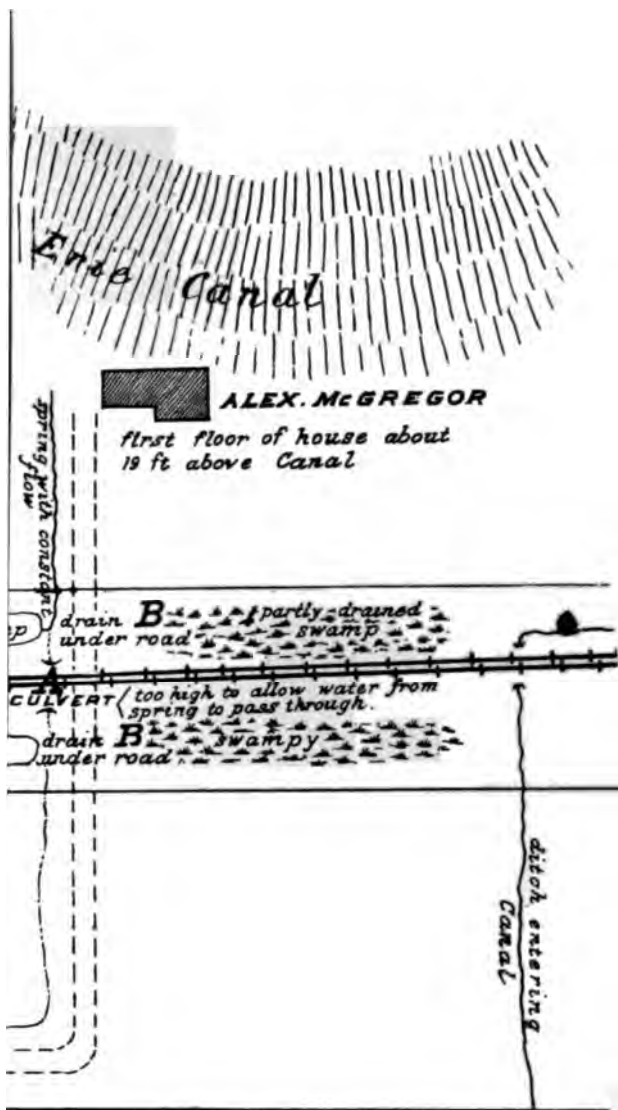 Erie Canal
ALEX. McGREGOR
first floor of house about
19 ft above Canal
spring with constant
flow
drain B
under road
partly-drained
swamp
mp
A
CULVERT
too high to allow water from
spring to pass through.
drain B
under road
swampy
ditch entering
Canal